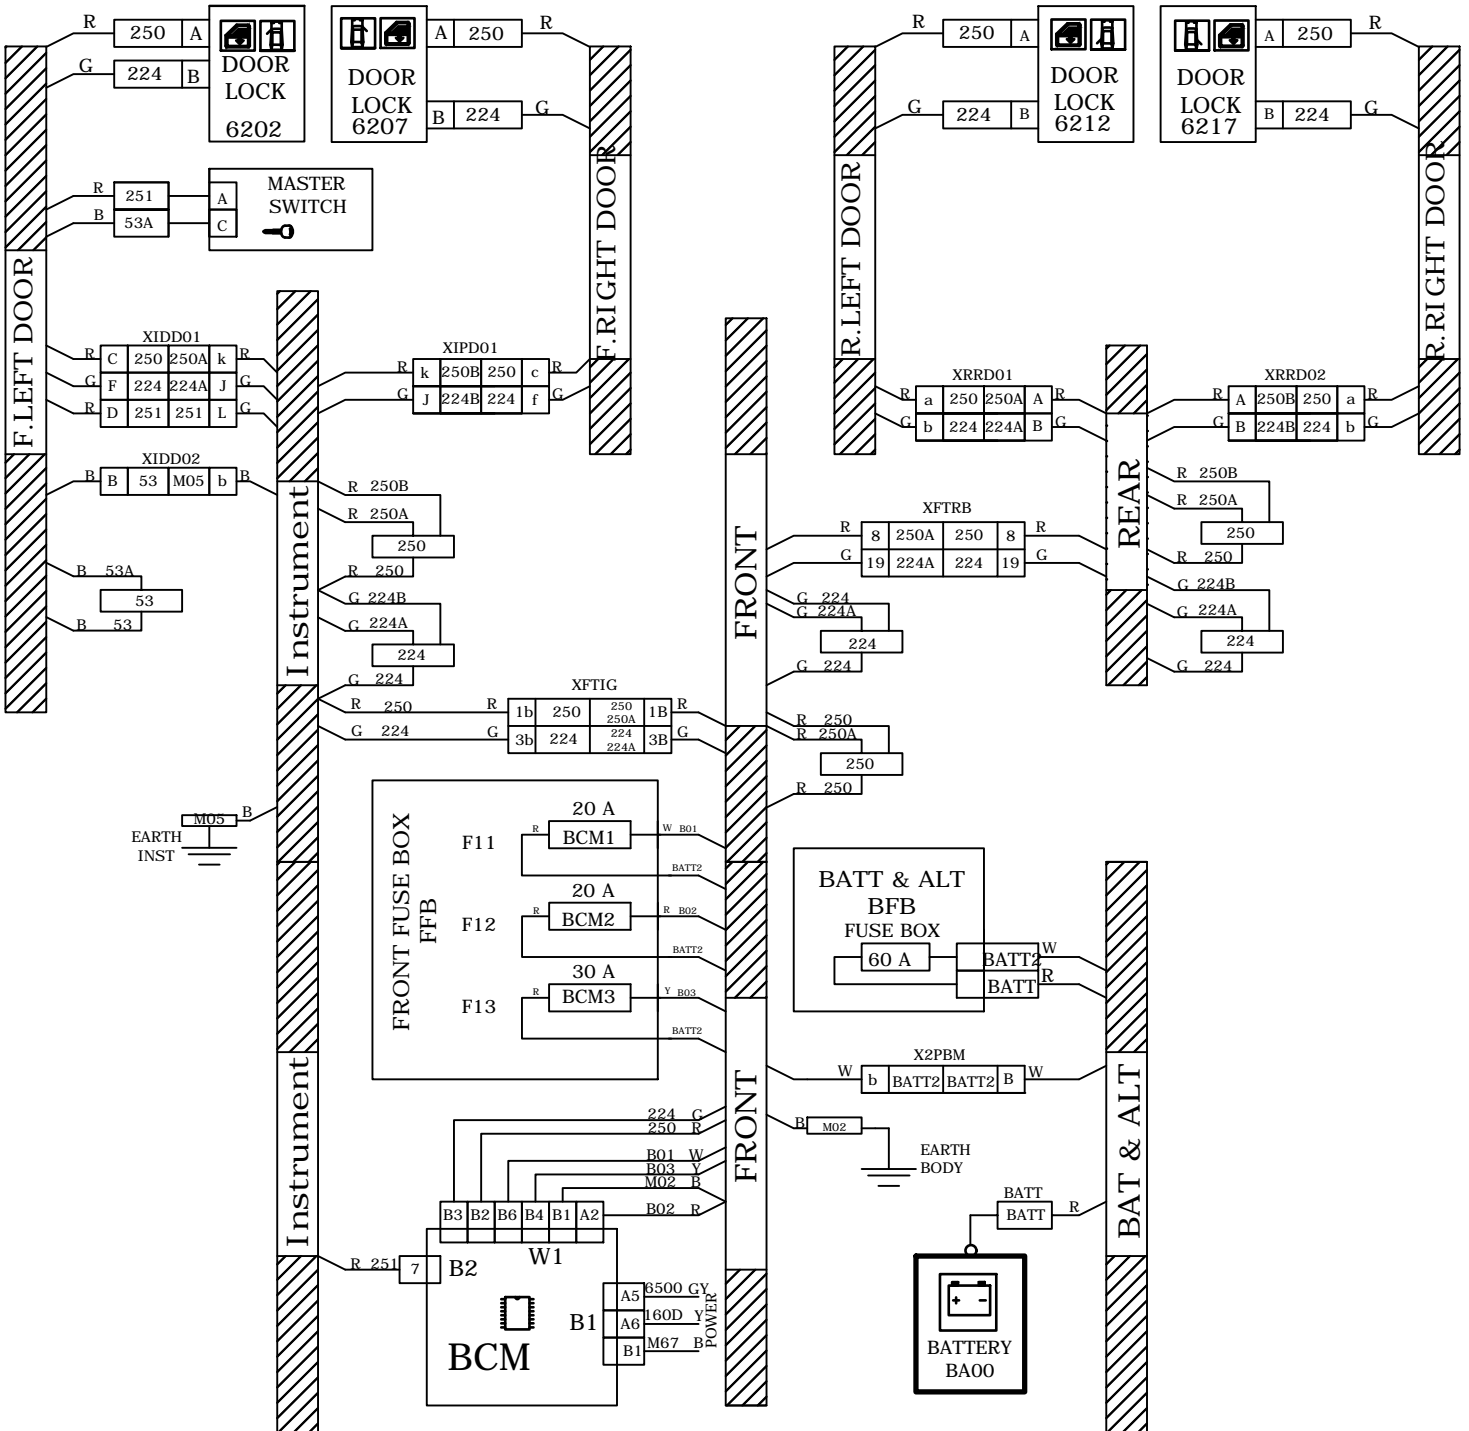 R 250 A
G 224 B
DOOR
LOCK
6202
A 250 R
B 224 G
DOOR
LOCK
6207
R 250 A
G 224 B
DOOR
LOCK
6212
A 250 R
B 224 G
DOOR
LOCK
6217
R 251 A
B 53A C
MASTER
SWITCH
F.LEFT DOOR
F.RIGHT DOOR
R.LEFT DOOR
R.RIGHT DOOR
XIDD01
R C 250 250A k R
G F 224 224A J G
R D 251 251 L G
XIPD01
R k 250B 250 c R
G J 224B 224 f G
XRRD01
R a 250 250A A R
G b 224 224A B G
XRRD02
R A 250B 250 a R
G B 224B 224 b G
XIDD02
B B 53 M05 b B
B 53A
53
B 53
Instrument
R 250B
R 250A
250
R 250
G 224B
G 224A
224
G 224
FRONT
XFTRB
R 8 250A 250 8 R
G 19 224A 224 19 G
REAR
R 250B
R 250A
250
R 250
G 224B
G 224A
224
G 224
G 224
G 224A
224
G 224
XFTIG
R 250 R 1b 250 250 250A 1B R
G 224 G 3b 224 224 224A 3B G
R 250
R 250A
250
R 250
M05 B
EARTH
INST
FRONT FUSE BOX
FFB
20 A
F11 R BCM1 W B01
BATT2
20 A
F12 R BCM2 R B02
BATT2
30 A
F13 R BCM3 Y B03
BATT2
BATT & ALT
BFB
FUSE BOX
60 A BATT2 W
BATT R
X2PBM
W b BATT2 BATT2 B W
B M02
EARTH
BODY
Instrument
FRONT
BAT & ALT
224 G
250 R
B01 W
B03 Y
M02 B
B02 R
B3 B2 B6 B4 B1 A2
W1
R 251 7 B2
B1
A5 6500 GY
A6 160D Y
B1 M67 B
POWER
BCM
BATT
BATT R
+ -
BATTERY
BA00